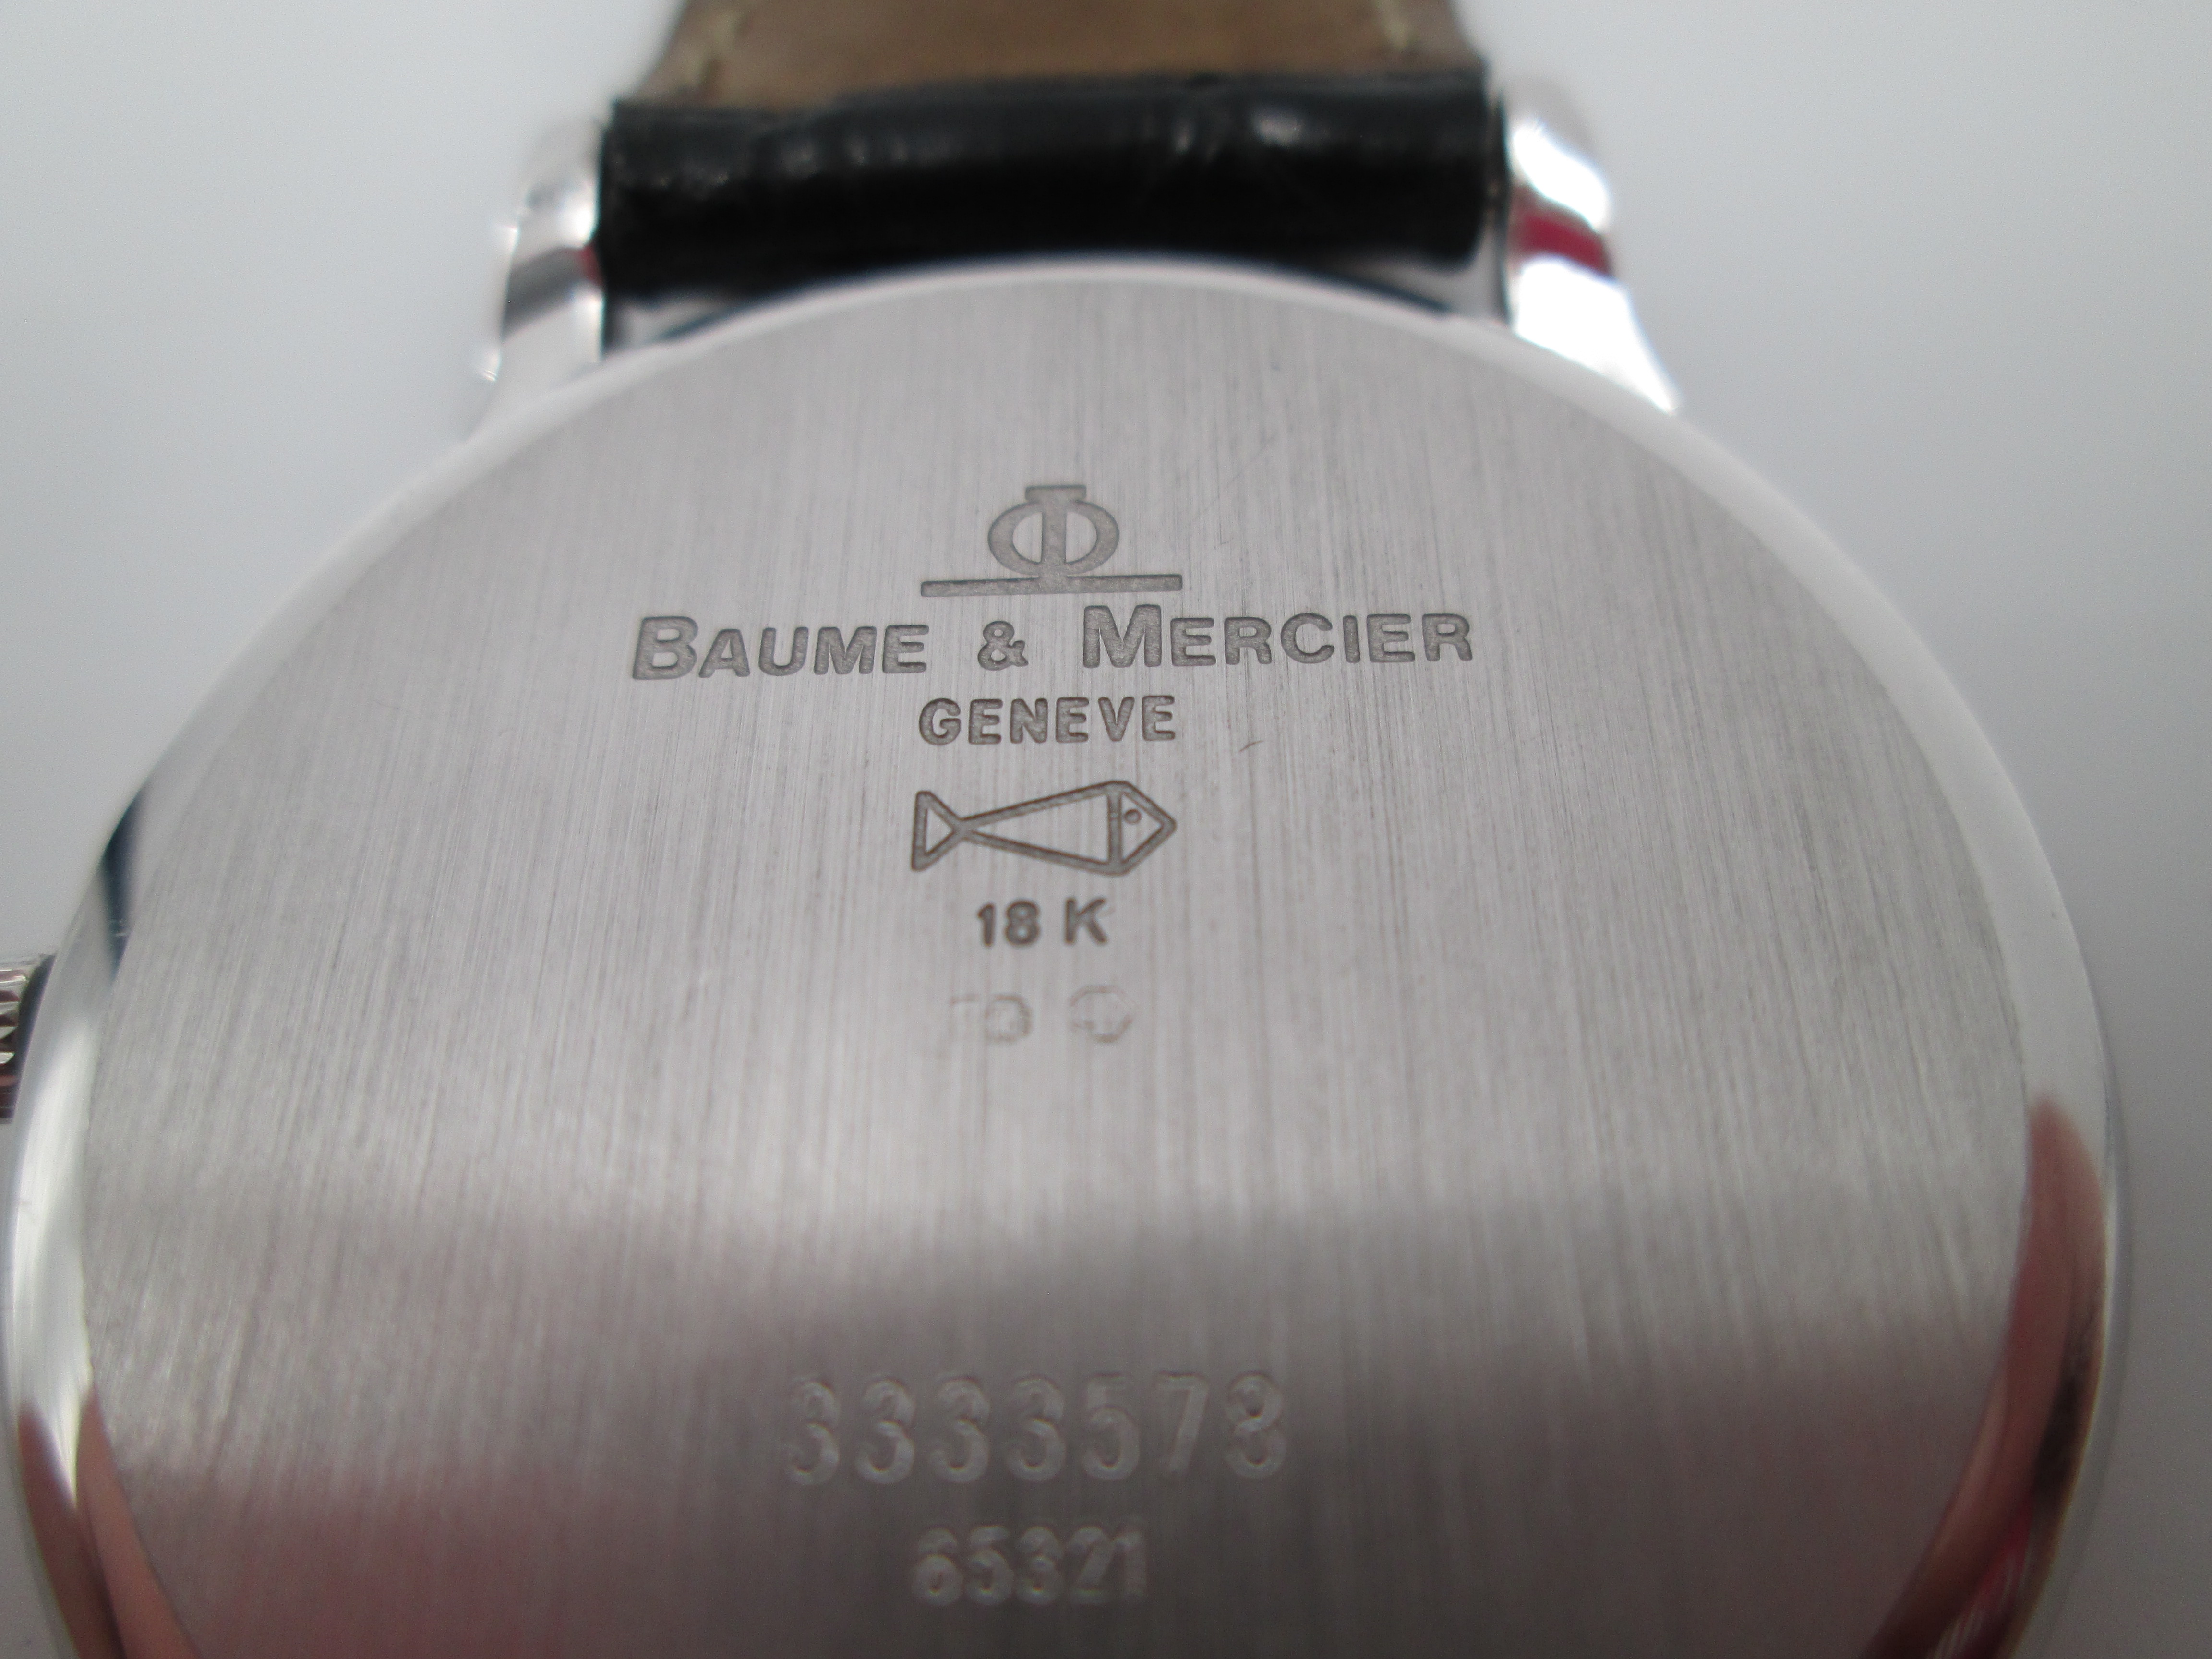 BAUME & MERCIER
GENEVE
18 K
3333578
65321